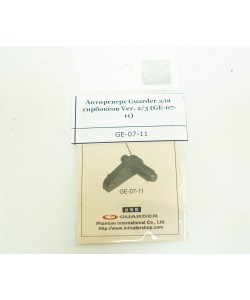 Антиреверс Guarder для
гирбоксов Ver. 2/3 (GE-07-
11)
GE-07-11
GE-07-11
GUARDER
Phantom International Co., Ltd.
http://www.intrudershop.com